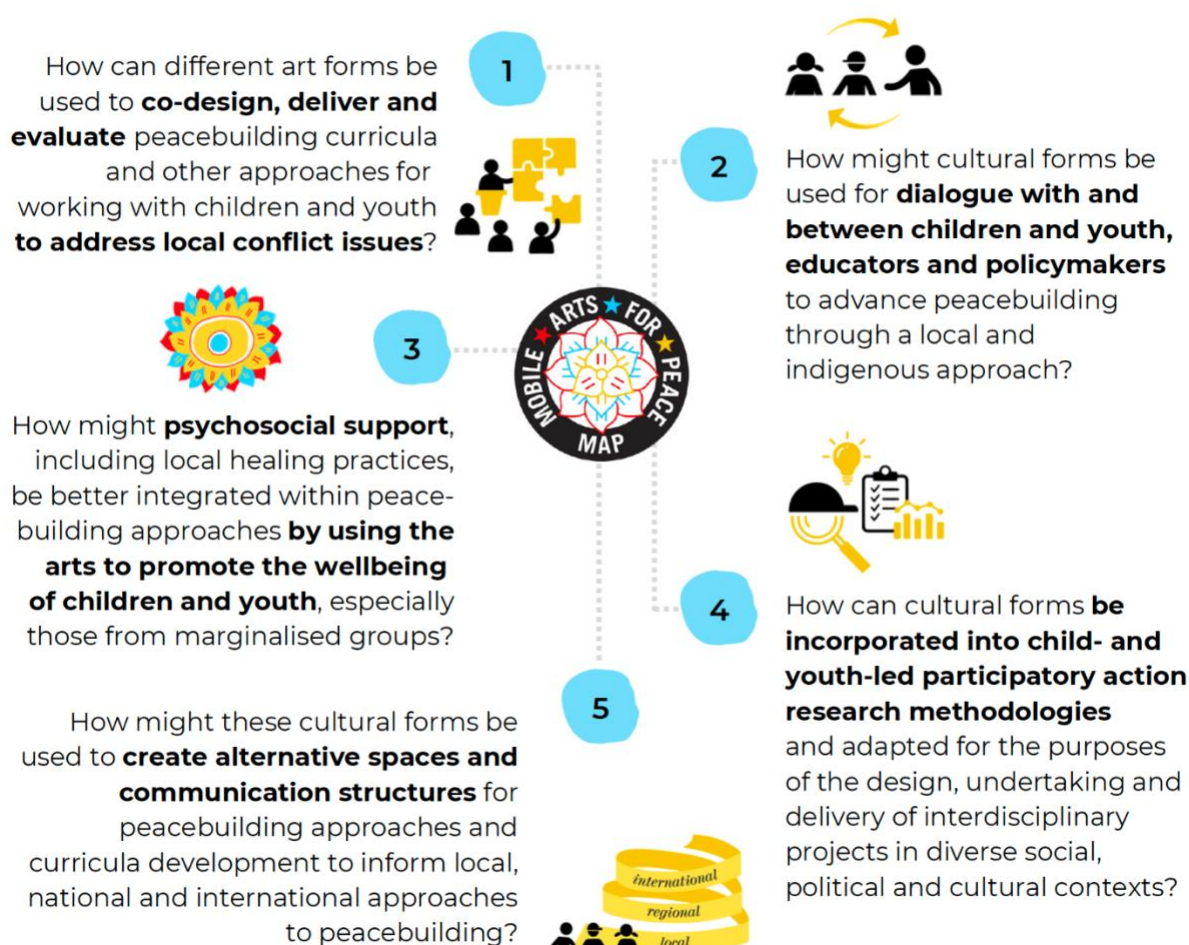 1
How can different art forms be
used to co-design, deliver and
evaluate peacebuilding curricula
and other approaches for
working with children and youth
to address local conflict issues?
2
How might cultural forms be
used for dialogue with and
between children and youth,
educators and policymakers
to advance peacebuilding
through a local and
indigenous approach?
MOBILE ARTS FOR PEACE
MAP
3
How might psychosocial support,
including local healing practices,
be better integrated within peace-
building approaches by using the
arts to promote the wellbeing
of children and youth, especially
those from marginalised groups?
4
How can cultural forms be
incorporated into child- and
youth-led participatory action
research methodologies
and adapted for the purposes
of the design, undertaking and
delivery of interdisciplinary
projects in diverse social,
political and cultural contexts?
5
How might these cultural forms be
used to create alternative spaces and
communication structures for
peacebuilding approaches and
curricula development to inform local,
national and international approaches
to peacebuilding?
international
regional
local